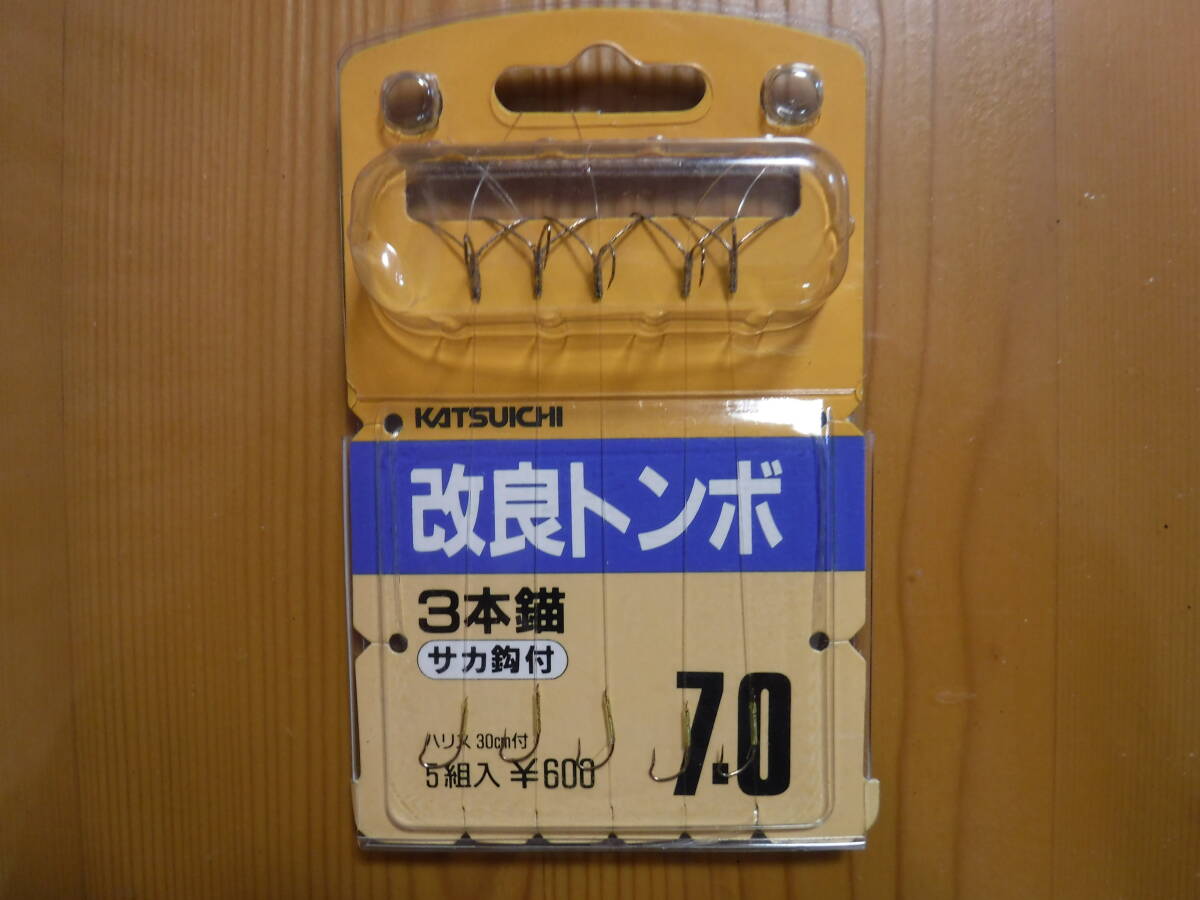 KATSUICHI
改良トンボ
3本錨
サカ鈎付
ハリス 30cm付
5組入 ¥600
7.0